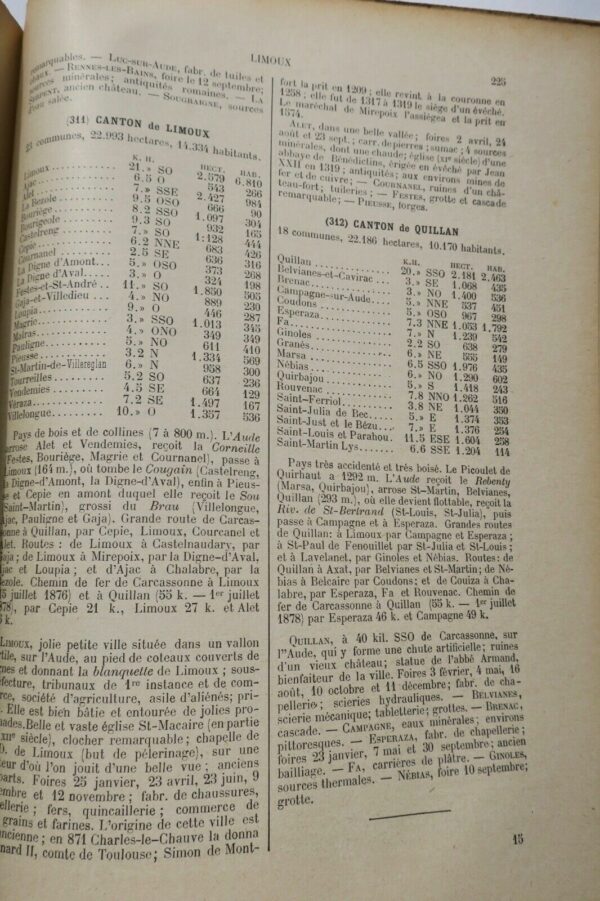 LIMOUX
225
remarquables. — LUC-SUR-AUDE, fabr. de tuiles et
chaux. — RENNES-LES-BAINS, foire le 12 septembre;
sources minérales; antiquités romaines. — LA
SERPENT, ancien château. — SOUGRAIGNE, sources
d'eau salée.
(311) CANTON de LIMOUX
23 communes, 22.993 hectares, 14.334 habitants.
K. H. HECT. HAB.
Limoux 21.» SO 2.579 6.810
Ajac 6.5 O 543 266
Alet 7.» SSE 2.427 984
La Bezole 9.5 OSO 666 90
Bouriège 8.2 SSO 1.097 304
Bourigeole 9.3 SO 932 165
Castelreng 7.» SO 1.128 444
Cepie 6.2 NNE 683 426
Cournanel 2.5 SE 636 316
La Digne d'Amont 5.» OSO 373 268
La Digne d'Aval 3.» O 324 198
Festes-et-St-André 11.» SO 1.850 505
Gaja-et-Villedieu 4.» NO 889 230
Loupia 9.» O 446 287
Magrie 3.» SSO 1.013 345
Malras 4.» ONO 349 349
Pauligne 5.» NO 611 410
Pieusse 3.2 N 1.334 569
St-Martin-de-Villereglan 6.» N 958 300
Tourreilles 5.2 SO 637 236
Vendemies 4.5 SE 664 129
Véraza 7.2 SE 1.497 167
Villelongue 10.» O 1.357 536
Pays de bois et de collines (7 à 800 m.). L'Aude
arrose Alet et Vendemies, reçoit la Corneille
(Festes, Bouriège, Magrie et Cournanel), passe à
Limoux (164 m.), où tombe le Cougain (Castelreng,
la Digne-d'Amont, la Digne-d'Aval), enfin à Pieus-
se et Cepie en amont duquel elle reçoit le Sou
(Saint-Martin), grossi du Brau (Villelongue,
Ajac, Pauligne et Gaja). Grande route de Carcas-
sonne à Quillan, par Cepie, Limoux, Courcanel et
Alet. Routes : de Limoux à Castelnaudary, par
Gaja; de Limoux à Mirepoix, par la Digne-d'Aval,
Ajac et Loupia; et d'Ajac à Chalabre, par la
Bezole. Chemin de fer de Carcassonne à Limoux
juillet 1876) et à Quillan (55 k. — 1er juillet
1878), par Cepie 21 k., Limoux 27 k. et Alet
k.
LIMOUX, jolie petite ville située dans un vallon
fertile, sur l'Aude, au pied de coteaux couverts de
vignes et donnant la blanquette de Limoux; sous-
préfecture, tribunaux de 1re instance et de com-
merce, société d'agriculture, asile d'aliénés; pri-
Elle est bien bâtie et entourée de jolies pro-
menades. Belle et vaste église St-Macaire (en partie
XIIe siècle), clocher remarquable; chapelle de
N.-D. de Limoux (but de pélerinage), sur une
hauteur d'où l'on jouit d'une belle vue; anciens
remparts. Foires 25 janvier, 23 avril, 23 juin, 9
septembre et 12 novembre; fabr. de chaussures,
chapellerie; fers, quincaillerie; commerce de
grains et farines. L'origine de cette ville est
ancienne; en 871 Charles-le-Chauve la donna
Bernard II, comte de Toulouse; Simon de Mont-
fort la prit en 1209; elle revint à la couronne en
1258; elle fut de 1317 à 1319 le siège d'un évêché.
Le maréchal de Mirepoix l'assiégea et la prit en
1574.
ALET, dans une belle vallée; foires 2 avril, 24
août et 23 sept.; carr. de pierres; sumac; 4 sources
minérales, dont une chaude; église (XIe siècle) d'une
abbaye de Bénédictins, érigée en évêché par Jean
XXII en 1319; antiquités; aux environs mines de
fer et de cuivre; — COURNANEL, ruines d'un châ-
teau-fort; tuileries; — FESTES, grotte et cascade
remarquable; — PIEUSSE, forges.
(312) CANTON de QUILLAN
18 communes, 22.186 hectares, 10.170 habitants.
K. H. HECT. HAB.
Quillan 20.» SSO 2.181 2.463
Belvianes-et-Cavirac 3.» SE 1.068 435
Brenac 3.» NO 1.400 536
Campagne-sur-Aude 5.» NNE 537 451
Coudons 5.» OSO 967 298
Esperaza 7.3 NNE 1.053 1.792
Fa 7.» N 1.239 542
Ginoles 2.2 SO 638 279
Granès 6.» NE 555 149
Marsa 6.5 SSO 1.976 435
Nébias 6.» NO 1.290 602
Quirbajou 5.» S 1.418 243
Rouvenac 7.8 NNO 1.262 516
Saint-Ferriol 3.8 NE 1.044 350
Saint-Julia de Bec 5.» E 1.374 353
Saint-Just et le Bézu 7.» E 1.376 254
Saint-Louis et Parahou 11.5 ESE 1.604 258
Saint-Martin Lys 6.6 SSE 1.204 114
Pays très accidenté et très boisé. Le Picoulet de
Quirhaut a 1292 m. L'Aude reçoit le Rebenty
(Marsa, Quirbajou), arrose St-Martin, Belvianes,
Quillan (293 m.), où elle devient flottable, reçoit la
Riv. de St-Bertrand (St-Louis, St-Julia), puis
passe à Campagne et à Esperaza. Grandes routes
de Quillan: à Limoux par Campagne et Esperaza;
à St-Paul de Fenouillet par St-Julia et St-Louis;
et à Lavelanet, par Ginoles et Nébias. Routes: de
Quillan à Axat, par Belvianes et St-Martin; de Né-
bias à Belcaire par Coudons; et de Couiza à Cha-
labre, par Esperaza, Fa et Rouvenac. Chemin
de fer de Carcassonne à Quillan (55 k. — 1er juillet
1878) par Esperaza 46 k. et Campagne 49 k.
QUILLAN, à 40 kil. SSO de Carcassonne, sur
l'Aude, qui y forme une chute artificielle; ruines
d'un vieux château; statue de l'abbé Armand,
bienfaiteur de la ville. Foires 3 février, 4 mai, 16
août, 10 octobre et 11 décembre; fabr. de cha-
pellerie; scieries hydrauliques. — BELVIANES,
scierie mécanique; tabletterie; grottes. — BRENAC,
cascade. — CAMPAGNE, eaux minérales; environs
pittoresques. — ESPERAZA, fabr. de chapellerie;
foires 23 janvier, 7 mai et 30 septembre; ancien
bailliage. — FA, carrières de plâtre. — GINOLES,
sources thermales. — NÉBIAS, foire 10 septembre;
grotte.
15